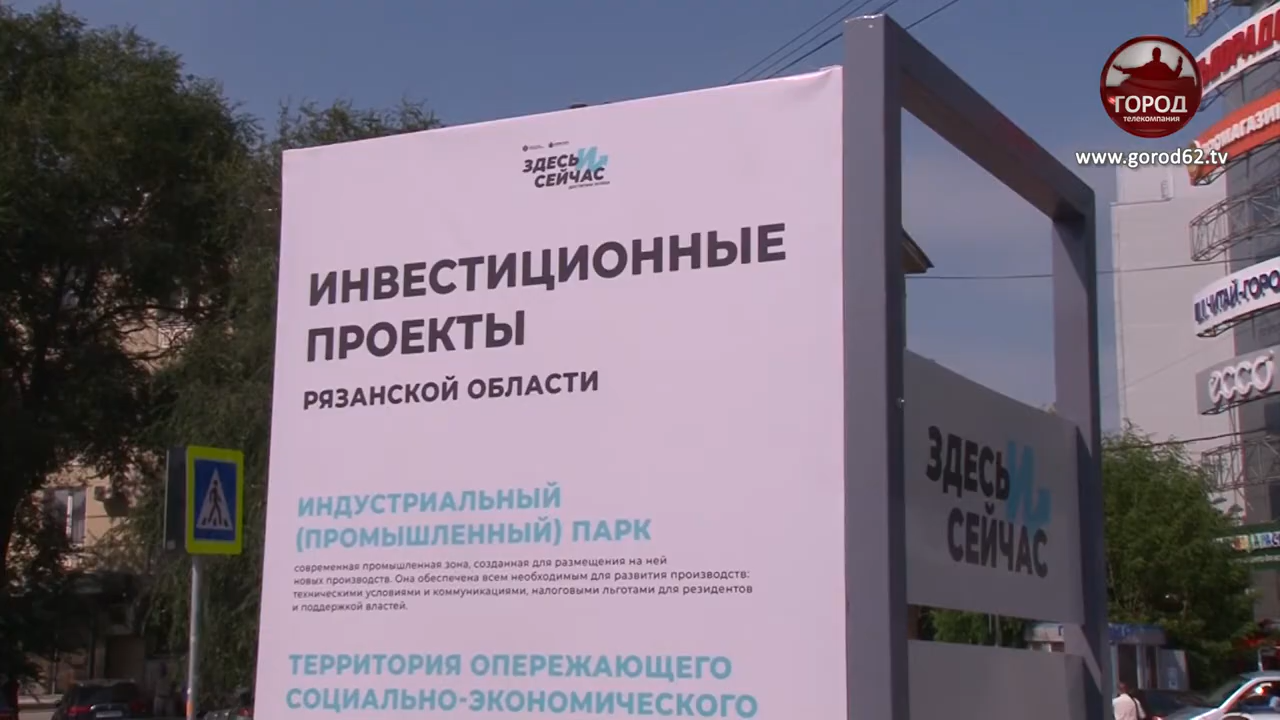 ГОРОД
телекомпания
www.gorod62.tv
ЗДЕСЬ И
СЕЙЧАС
ИНВЕСТИЦИОННЫЕ
ПРОЕКТЫ
РЯЗАНСКОЙ ОБЛАСТИ
ИНДУСТРИАЛЬНЫЙ
(ПРОМЫШЛЕННЫЙ) ПАРК
современная промышленная зона, созданная для размещения на ней
новых производств. Она обеспечена всем необходимым для развития производств:
техническими условиями и коммуникациями, налоговыми льготами для резидентов
и поддержкой властей.
ТЕРРИТОРИЯ ОПЕРЕЖАЮЩЕГО
СОЦИАЛЬНО-ЭКОНОМИЧЕСКОГО
ЗДЕСЬ И
СЕЙЧАС
ЧИТАЙ-ГОРО
ecco